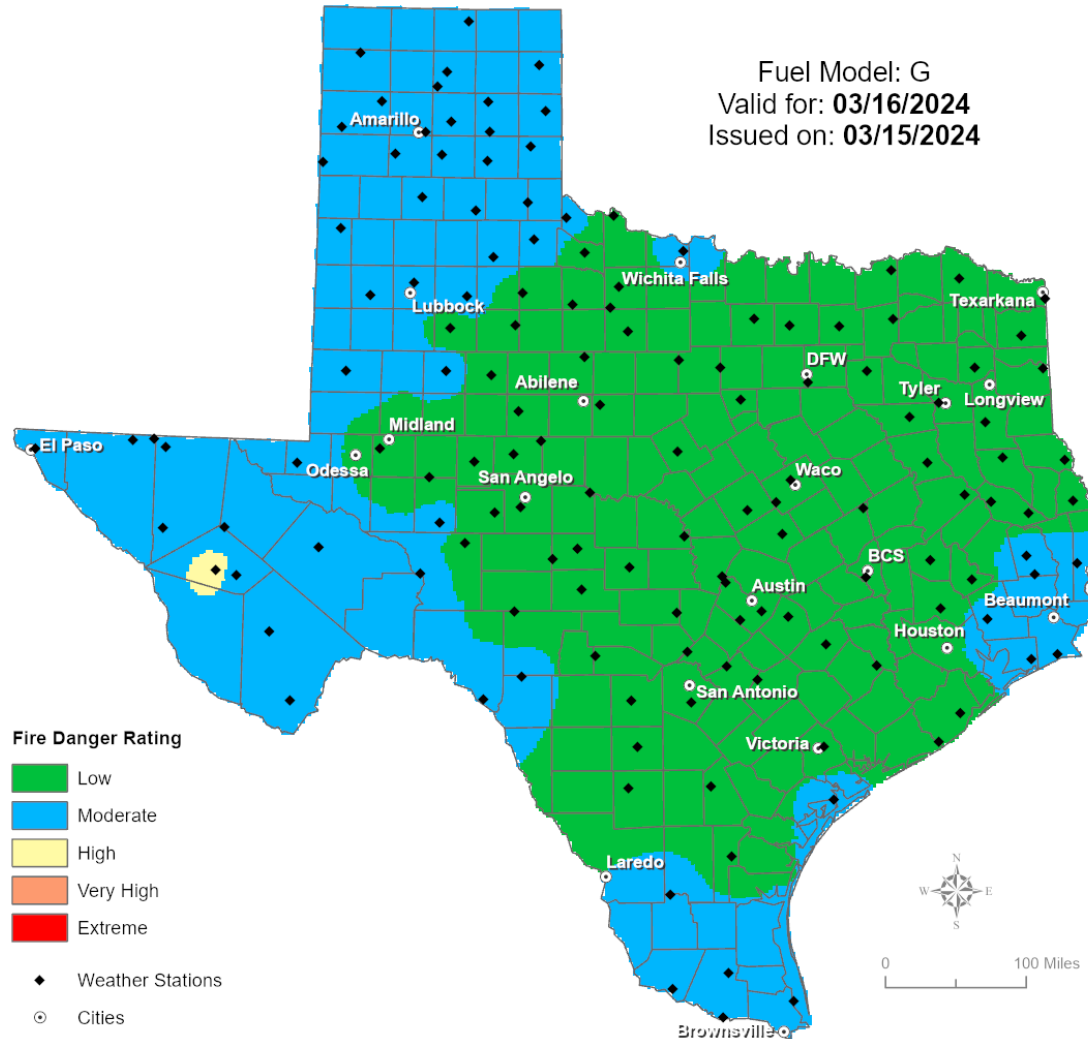 Fuel Model: G
Valid for: 03/16/2024
Issued on: 03/15/2024
Amarillo
Wichita Falls
Lubbock
Texarkana
DFW
Abilene
Tyler
Longview
Midland
El Paso
Odessa
San Angelo
Waco
BCS
Austin
Beaumont
Houston
San Antonio
Victoria
Laredo
Brownsville
Fire Danger Rating
Low
Moderate
High
Very High
Extreme
Weather Stations
Cities
N
W E
S
0 100 Miles